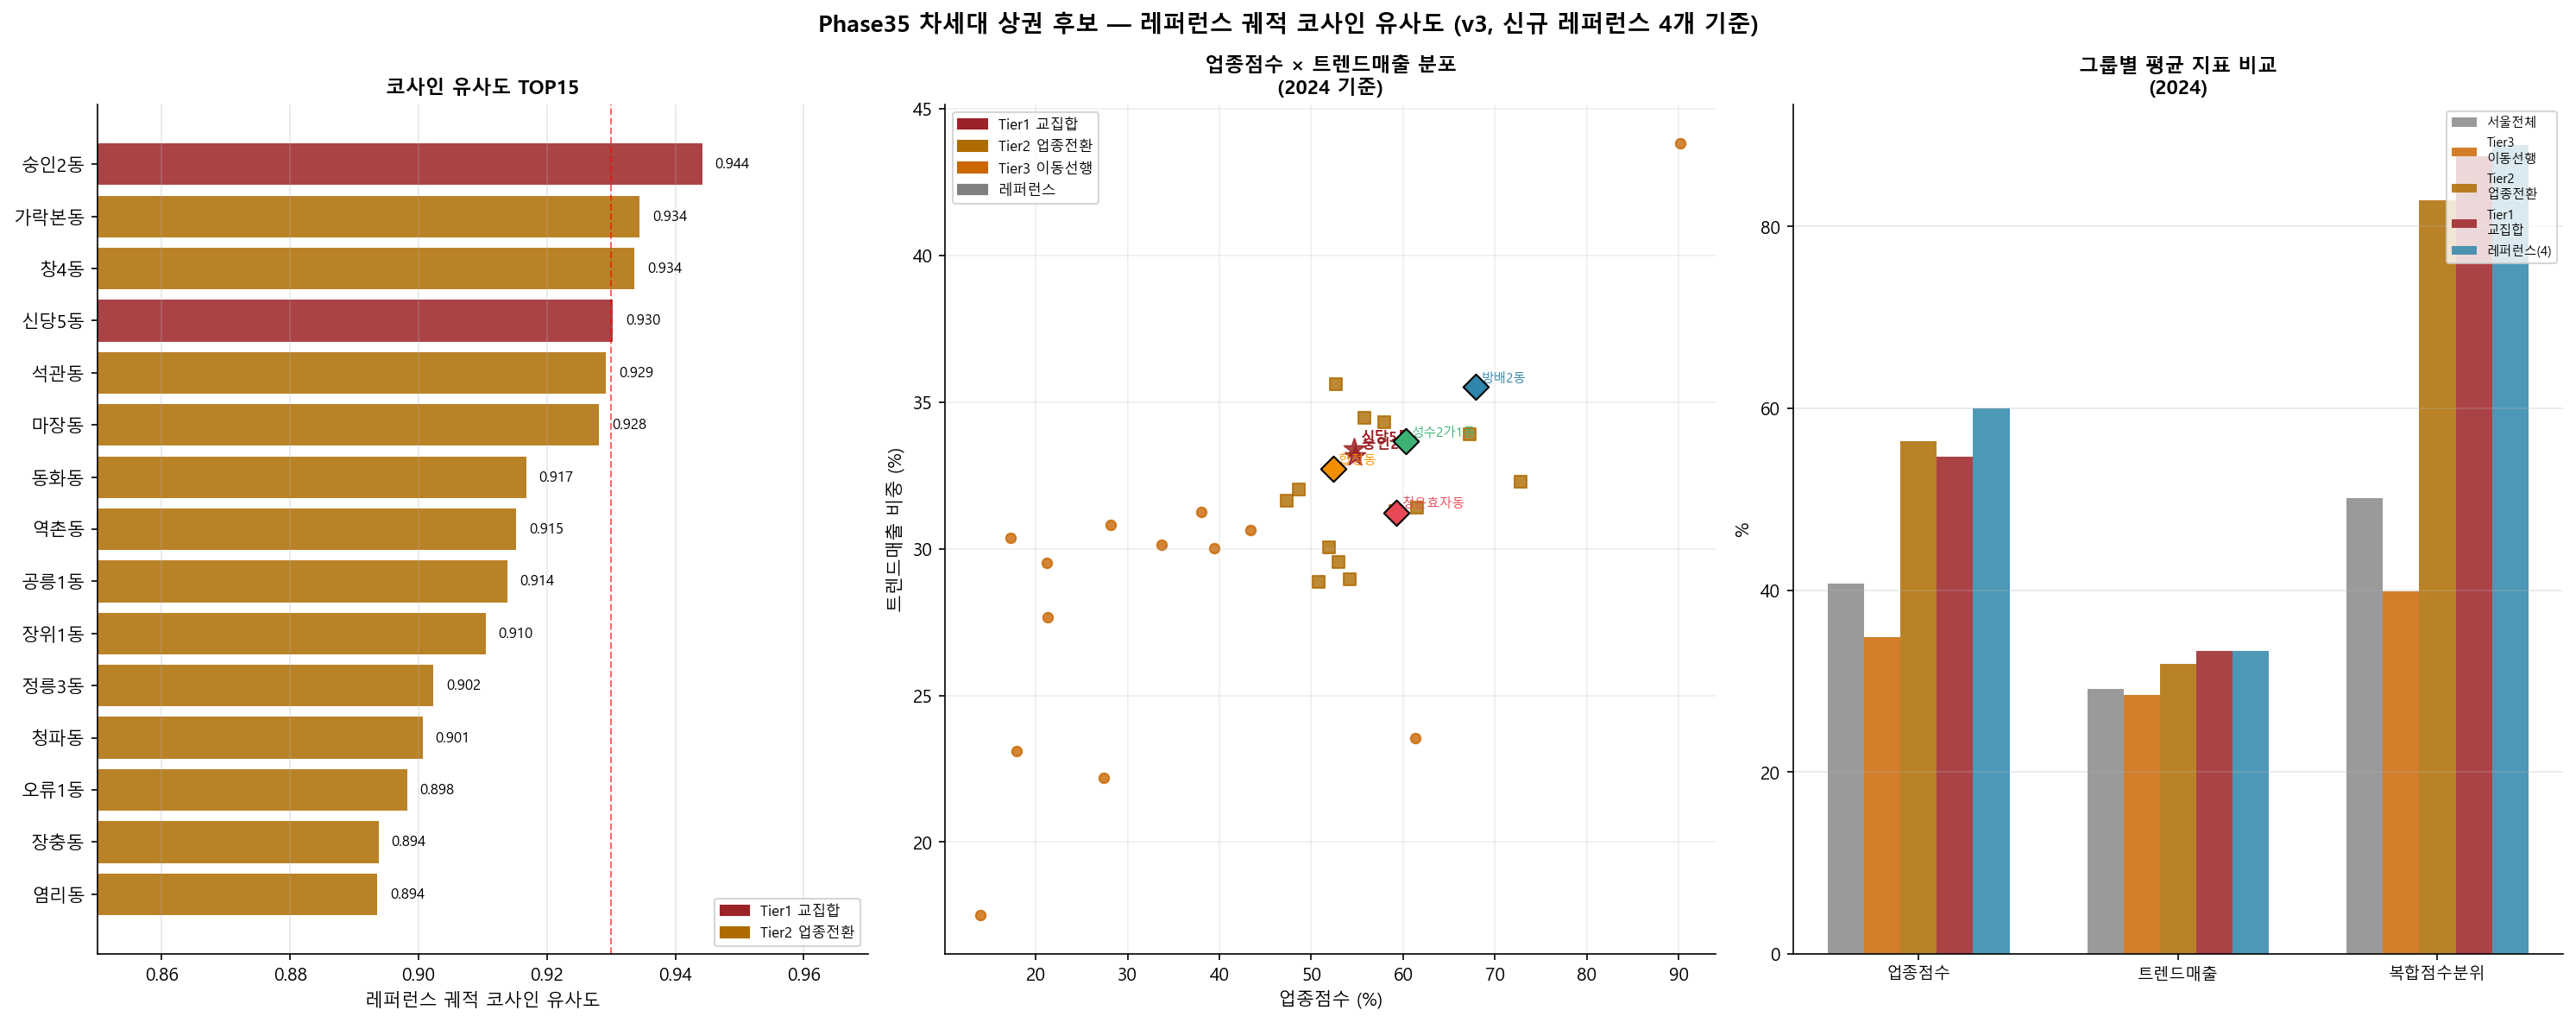 Phase35 차세대 상권 후보 — 레퍼런스 궤적 코사인 유사도 (v3, 신규 레퍼런스 4개 기준)
코사인 유사도 TOP15
숭인2동
0.944
가락본동
0.934
창4동
0.934
신당5동
0.930
석관동
0.929
마장동
0.928
동화동
0.917
역촌동
0.915
공릉1동
0.914
장위1동
0.910
정릉3동
0.902
청파동
0.901
오류1동
0.898
장충동
0.894
염리동
0.894
Tier1 교집합
Tier2 업종전환
0.86 0.88 0.90 0.92 0.94 0.96
레퍼런스 궤적 코사인 유사도
업종점수 × 트렌드매출 분포
(2024 기준)
Tier1 교집합
Tier2 업종전환
Tier3 이동선행
레퍼런스
트렌드매출 비중 (%)
45
40
35
30
25
20
방배2동
성수2가1
신당5
청운효자동
20 30 40 50 60 70 80 90
업종점수 (%)
그룹별 평균 지표 비교
(2024)
서울전체
Tier3
이동선행
Tier2
업종전환
Tier1
교집합
레퍼런스(4)
%
80
60
40
20
0
업종점수 트렌드매출 복합점수분위